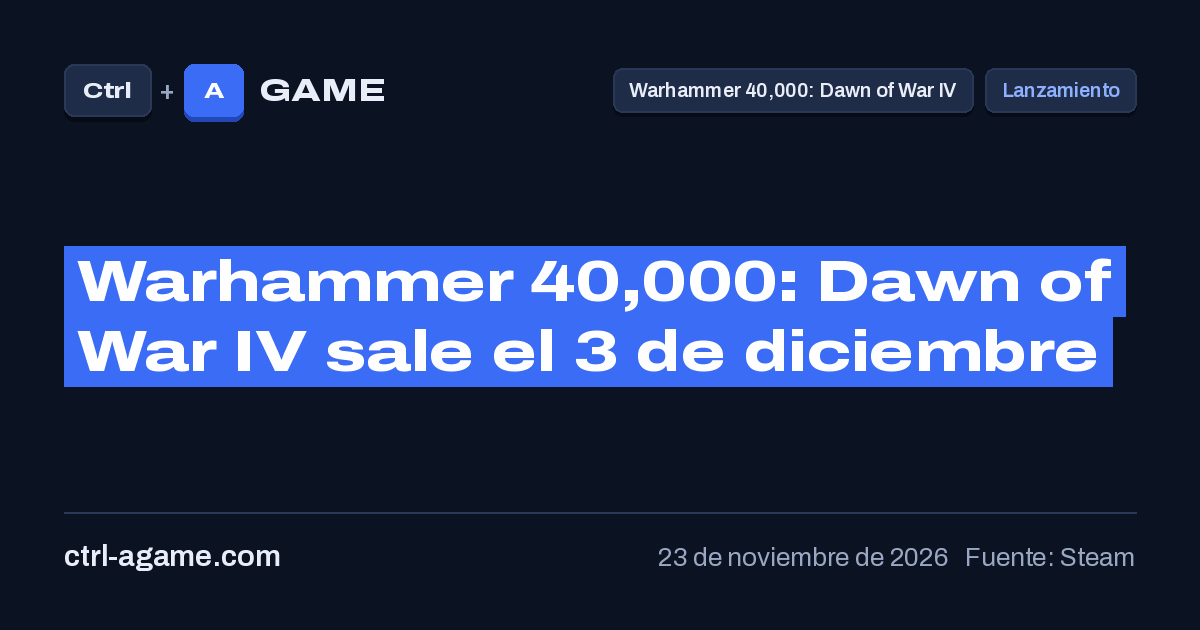 Ctrl + A GAME
Warhammer 40,000: Dawn of War IV
Lanzamiento
Warhammer 40,000: Dawn of
War IV sale el 3 de diciembre
ctrl-agame.com
23 de noviembre de 2026 Fuente: Steam